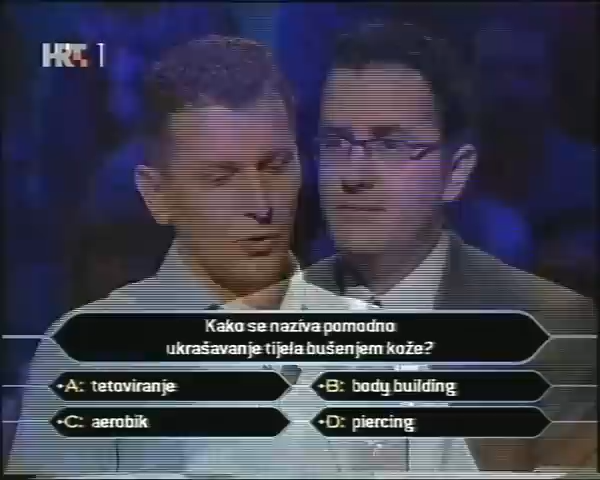 HRT 1
Kako se naziva pomodno
ukrašavanje tijela bušenjem kože?
A: tetoviranje
B: body building
C: aerobik
D: piercing